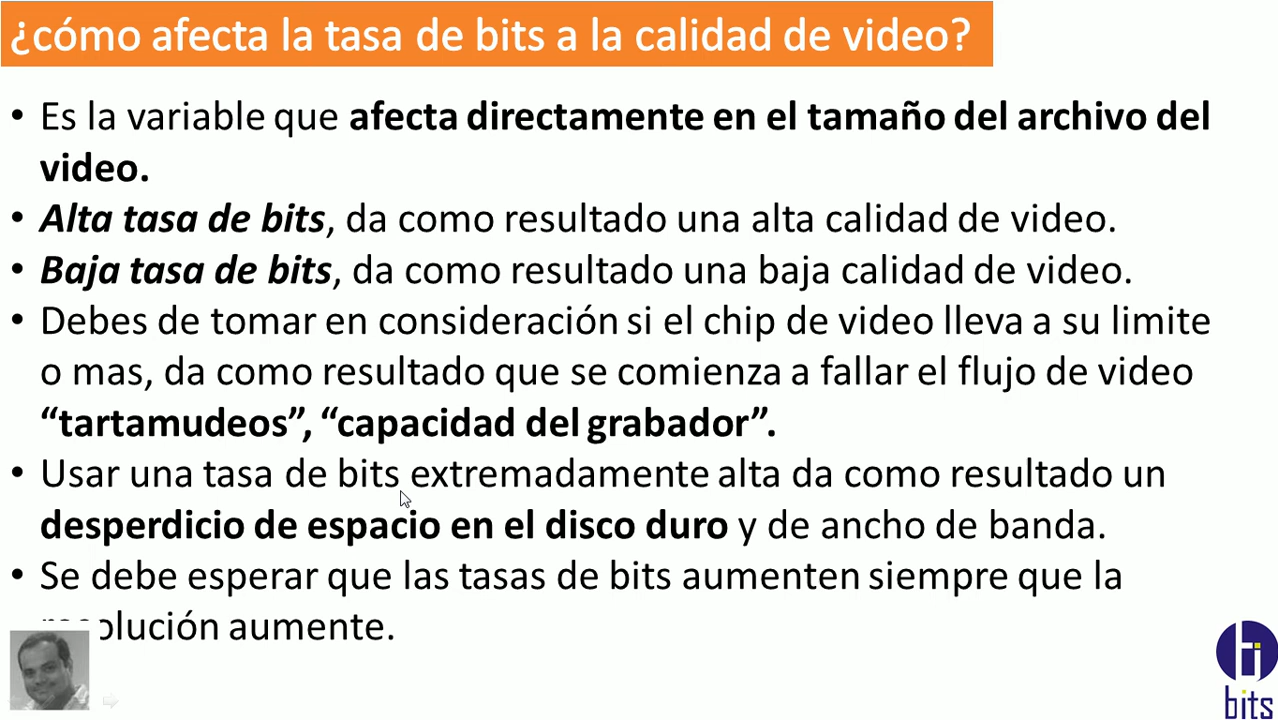 ¿cómo afecta la tasa de bits a la calidad de video?
• Es la variable que afecta directamente en el tamaño del archivo del
video.
• Alta tasa de bits, da como resultado una alta calidad de video.
• Baja tasa de bits, da como resultado una baja calidad de video.
• Debes de tomar en consideración si el chip de video lleva a su limite
o mas, da como resultado que se comienza a fallar el flujo de video
“tartamudeos”, “capacidad del grabador”.
• Usar una tasa de bits extremadamente alta da como resultado un
desperdicio de espacio en el disco duro y de ancho de banda.
• Se debe esperar que las tasas de bits aumenten siempre que la
resolución aumente.
bits